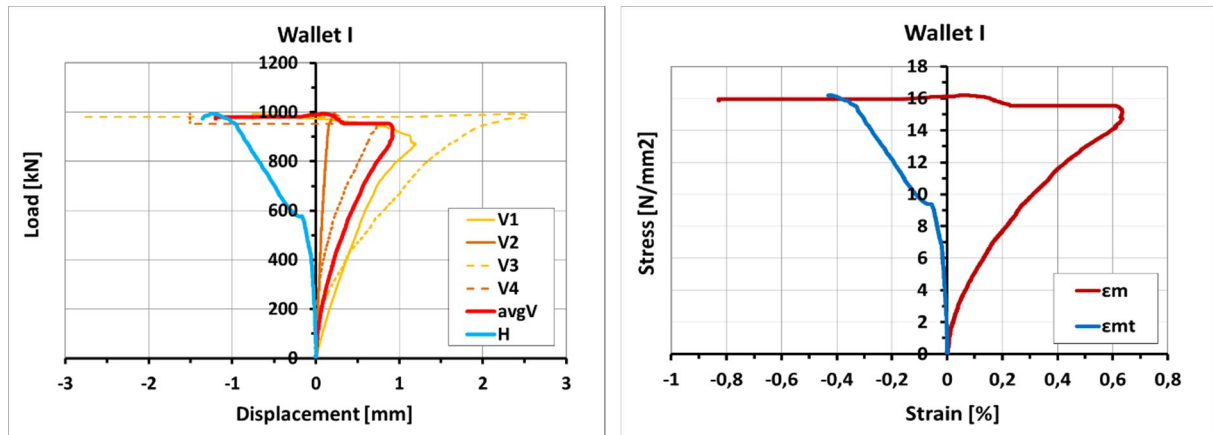 Wallet I
1200
1000
800
600
400
200
0
-3
-2
-1
0
1
2
3
Load [kN]
Displacement [mm]
V1
V2
V3
V4
avgV
H
Wallet I
18
16
14
12
10
8
6
4
2
0
-1
-0,8
-0,6
-0,4
-0,2
0
0,2
0,4
0,6
0,8
Stress [N/mm2]
Strain [%]
εm
εmt